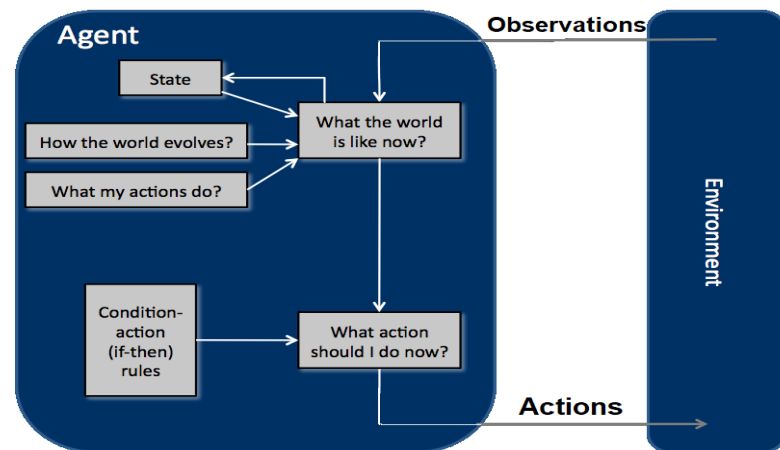 Agent
Observations
State
What the world
is like now?
How the world evolves?
What my actions do?
Environment
Condition-
action
(if-then)
rules
What action
should I do now?
Actions